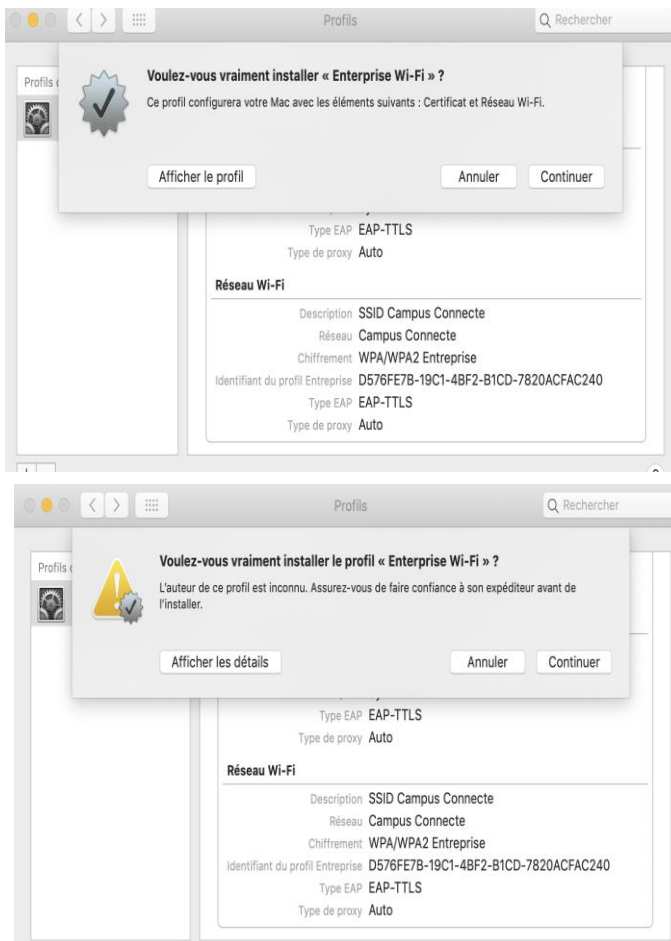 Profils
Rechercher
Profils
Voulez-vous vraiment installer « Enterprise Wi-Fi » ?
Ce profil configurera votre Mac avec les éléments suivants : Certificat et Réseau Wi-Fi.
Afficher le profil
Annuler
Continuer
Type EAP EAP-TTLS
Type de proxy Auto
Réseau Wi-Fi
Description SSID Campus Connecte
Réseau Campus Connecte
Chiffrement WPA/WPA2 Entreprise
Identifiant du profil Entreprise D576FE7B-19C1-4BF2-B1CD-7820ACFAC240
Type EAP EAP-TTLS
Type de proxy Auto
Profils
Rechercher
Profils
Voulez-vous vraiment installer le profil « Enterprise Wi-Fi » ?
L'auteur de ce profil est inconnu. Assurez-vous de faire confiance à son expéditeur avant de
l'installer.
Afficher les détails
Annuler
Continuer
Type EAP EAP-TTLS
Type de proxy Auto
Réseau Wi-Fi
Description SSID Campus Connecte
Réseau Campus Connecte
Chiffrement WPA/WPA2 Entreprise
Identifiant du profil Entreprise D576FE7B-19C1-4BF2-B1CD-7820ACFAC240
Type EAP EAP-TTLS
Type de proxy Auto